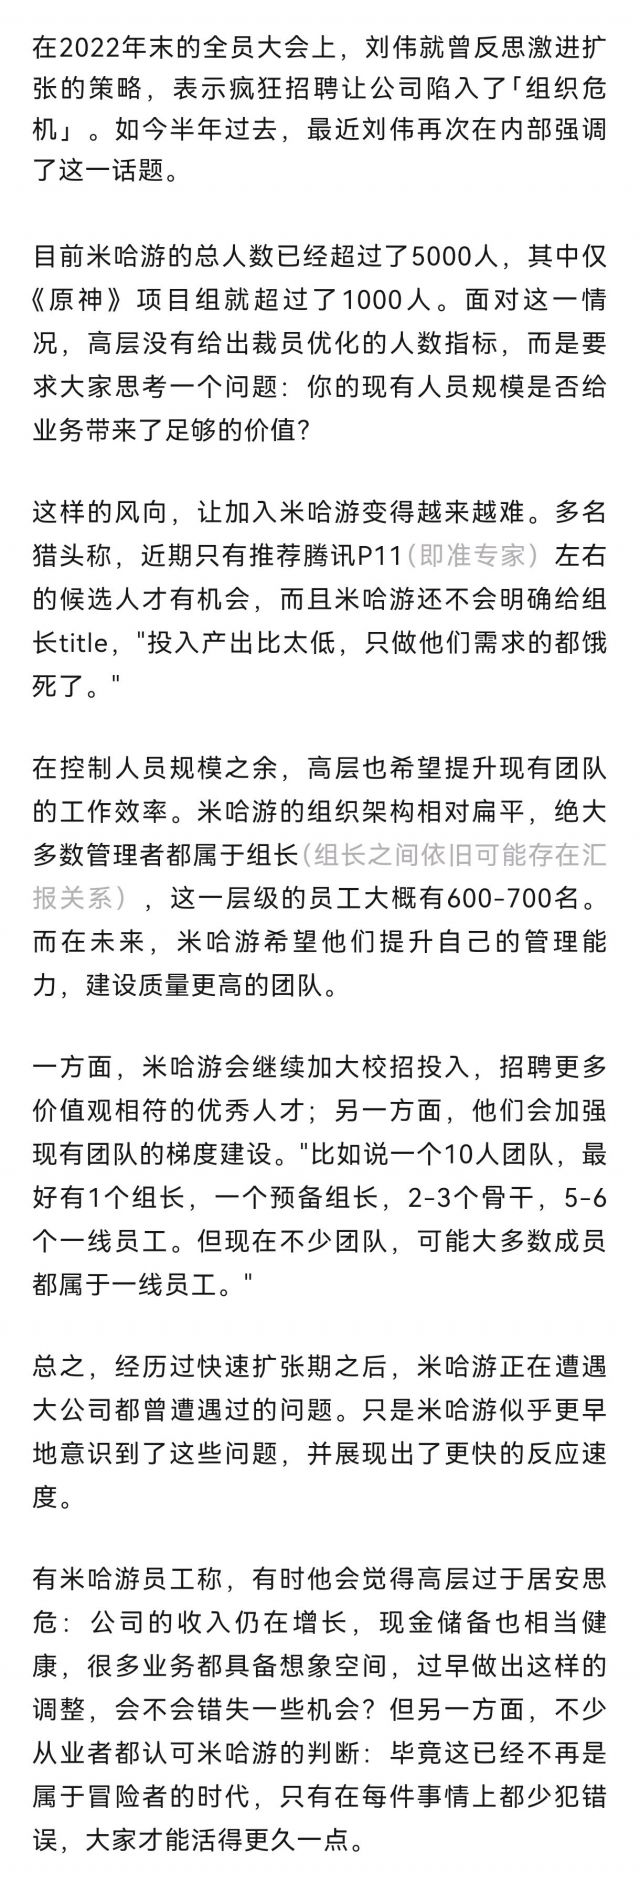 在2022年末的全员大会上，刘伟就曾反思激进扩
张的策略，表示疯狂招聘让公司陷入了「组织危
机」。如今半年过去，最近刘伟再次在内部强调
了这一话题。
目前米哈游的总人数已经超过了5000人，其中仅
《原神》项目组就超过了1000人。面对这一情
况，高层没有给出裁员优化的人数指标，而是要
求大家思考一个问题：你的现有人员规模是否给
业务带来了足够的价值？
这样的风向，让加入米哈游变得越来越难。多名
猎头称，近期只有推荐腾讯P11（即准专家）左右
的候选人才有机会，而且米哈游还不会明确给组
长title，"投入产出比太低，只做他们需求的都饿
死了。"
在控制人员规模之余，高层也希望提升现有团队
的工作效率。米哈游的组织架构相对扁平，绝大
多数管理者都属于组长（组长之间依旧可能存在汇
报关系），这一层级的员工大概有600-700名。
而在未来，米哈游希望他们提升自己的管理能
力，建设质量更高的团队。
一方面，米哈游会继续加大校招投入，招聘更多
价值观相符的优秀人才；另一方面，他们会加强
现有团队的梯度建设。"比如说一个10人团队，最
好有1个组长，一个预备组长，2-3个骨干，5-6
个一线员工。但现在不少团队，可能大多数成员
都属于一线员工。"
总之，经历过快速扩张期之后，米哈游正在遭遇
大公司都曾遭遇过的问题。只是米哈游似乎更早
地意识到了这些问题，并展现出了更快的反应速
度。
有米哈游员工称，有时他会觉得高层过于居安思
危：公司的收入仍在增长，现金储备也相当健
康，很多业务都具备想象空间，过早做出这样的
调整，会不会错失一些机会？但另一方面，不少
从业者都认可米哈游的判断：毕竟这已经不再是
属于冒险者的时代，只有在每件事情上都少犯错
误，大家才能活得更久一点。